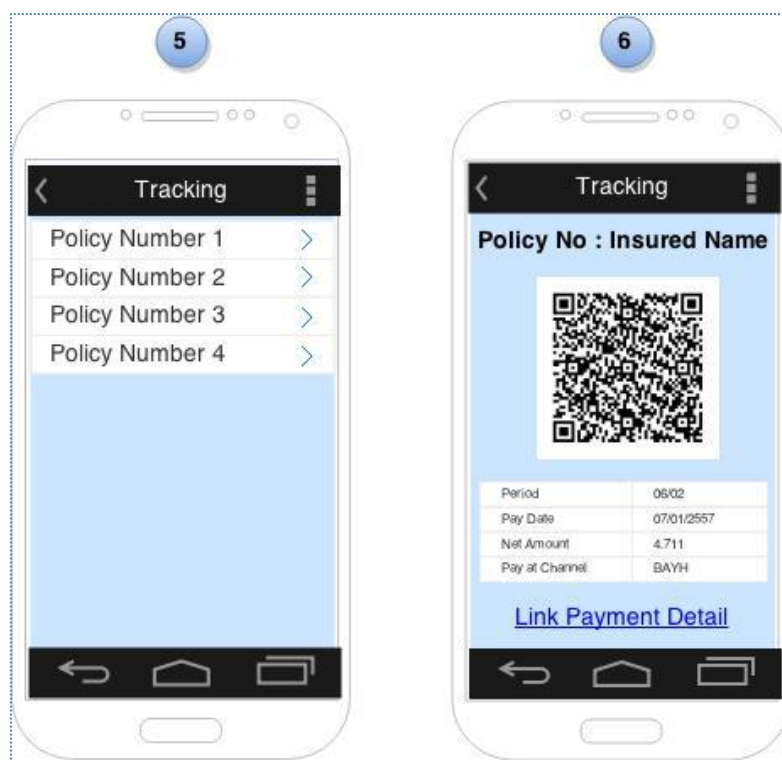 5
Tracking
Policy Number 1
Policy Number 2
Policy Number 3
Policy Number 4
6
Tracking
Policy No : Insured Name
Period 06/02
Pay Date 07/01/2557
Net Amount 4.711
Pay at Channel BAYH
Link Payment Detail